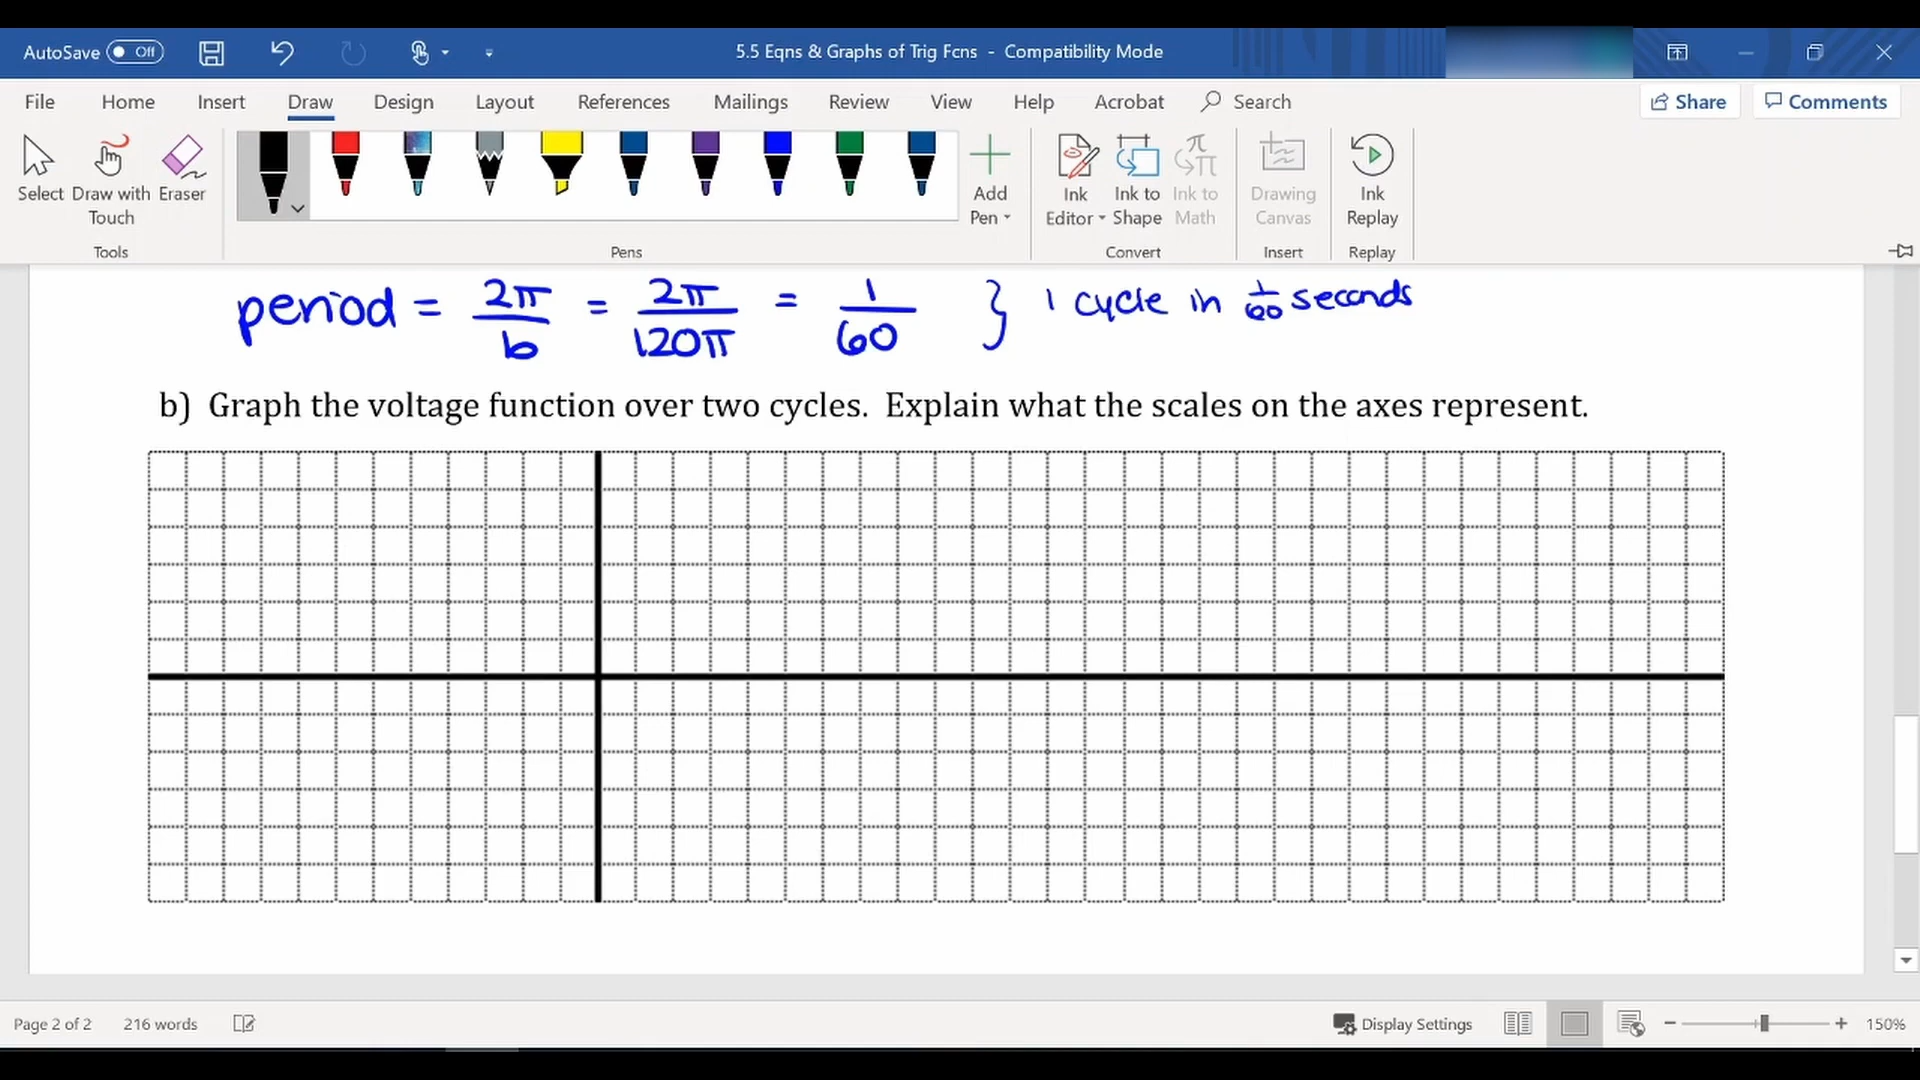 AutoSave Off 5.5 Eqns & Graphs of Trig Fcns - Compatibility Mode
File Home Insert Draw Design Layout References Mailings Review View Help Acrobat Search Share Comments
Select Draw with Touch Eraser Add Pen Ink Editor Ink to Shape Ink to Math Drawing Canvas Ink Replay
Tools Pens Convert Insert Replay
period = 2π/b = 2π/120π = 1/60 } 1 cycle in 1/60 seconds
b) Graph the voltage function over two cycles. Explain what the scales on the axes represent.
Page 2 of 2 216 words Display Settings 150%